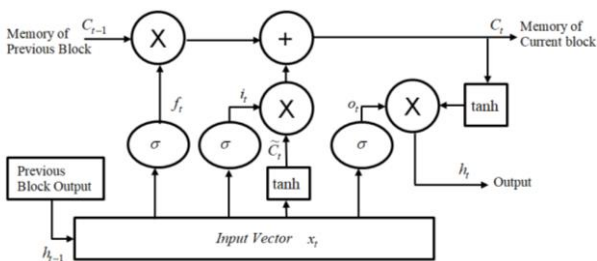 Memory of
Previous Block
C_{t-1}
X
+
C_t
Memory of
Current block
f_t
i_t
X
o_t
X
tanh
σ
σ
C̃_t
σ
Previous
Block Output
tanh
h_t
Output
h_{t-1}
Input Vector x_t